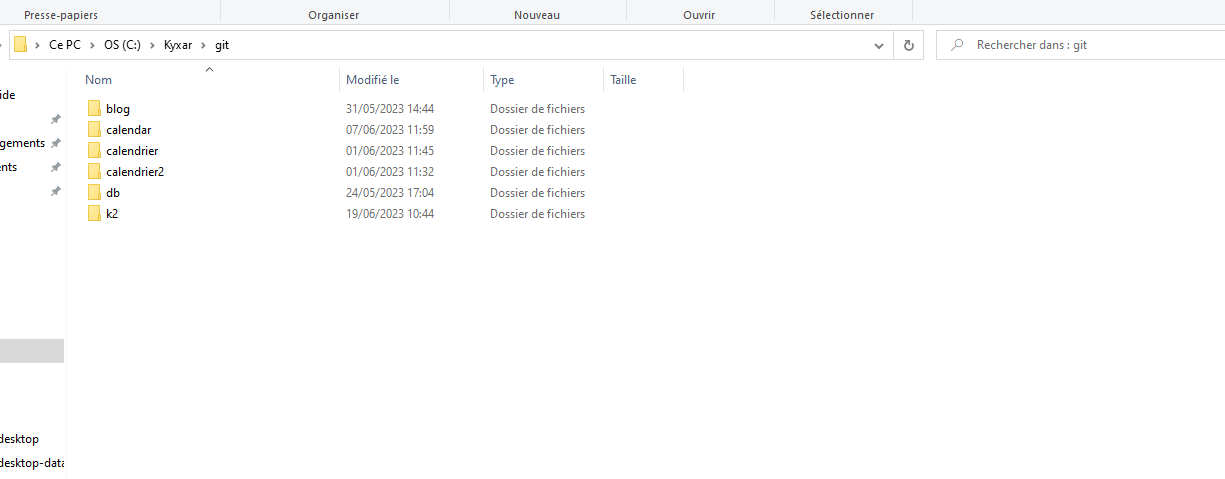 Presse-papiers Organiser Nouveau Ouvrir Sélectionner
Ce PC OS (C:) Kyxar git Rechercher dans : git
Nom Modifié le Type Taille
ide
blog 31/05/2023 14:44 Dossier de fichiers
calendar 07/06/2023 11:59 Dossier de fichiers
gements
calendrier 01/06/2023 11:45 Dossier de fichiers
ents
calendrier2 01/06/2023 11:32 Dossier de fichiers
db 24/05/2023 17:04 Dossier de fichiers
k2 19/06/2023 10:44 Dossier de fichiers
desktop
desktop-data